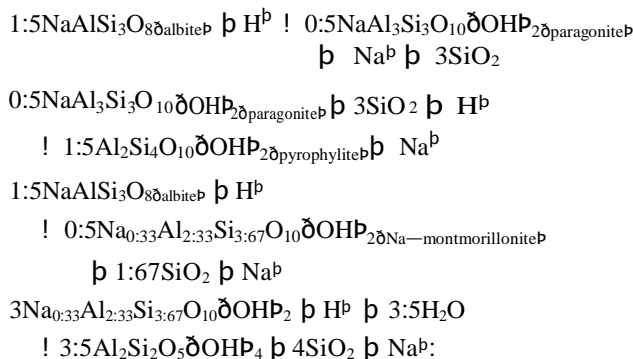 1:5NaAlSi3O8ðalbiteÞ þ Hþ ! 0:5NaAl3Si3O10ðOHÞ2ðparagoniteÞ
þ Naþ þ 3SiO2
0:5NaAl3Si3O10ðOHÞ2ðparagoniteÞ þ 3SiO2 þ Hþ
! 1:5Al2Si4O10ðOHÞ2ðpyrophyliteÞ þ Naþ
1:5NaAlSi3O8ðalbiteÞ þ Hþ
! 0:5Na0:33Al2:33Si3:67O10ðOHÞ2ðNa—montmorilloniteÞ
þ 1:67SiO2 þ Naþ
3Na0:33Al2:33Si3:67O10ðOHÞ2 þ Hþ þ 3:5H2O
! 3:5Al2Si2O5ðOHÞ4 þ 4SiO2 þ Naþ: